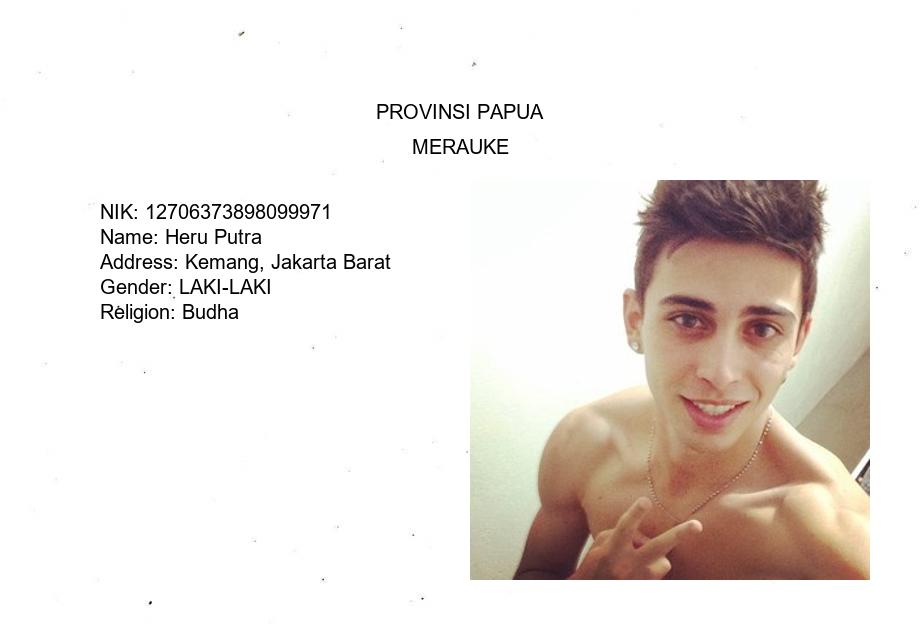 PROVINSI PAPUA
MERAUKE
NIK: 12706373898099971
Name: Heru Putra
Address: Kemang, Jakarta Barat
Gender: LAKI-LAKI
Religion: Budha